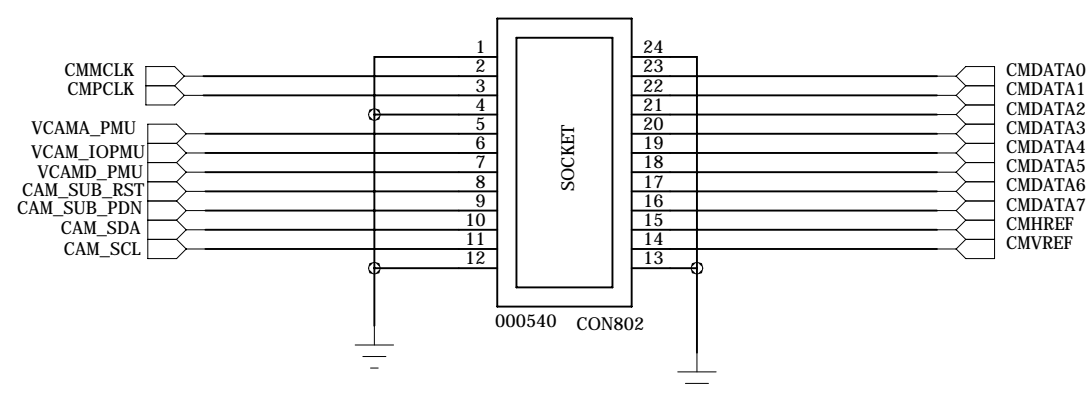 CMMCLK
CMPCLK
VCAMA_PMU
VCAM_IOPMU
VCAMD_PMU
CAM_SUB_RST
CAM_SUB_PDN
CAM_SDA
CAM_SCL
1
2
3
4
5
6
7
8
9
10
11
12
SOCKET
24
23
22
21
20
19
18
17
16
15
14
13
CMDATA0
CMDATA1
CMDATA2
CMDATA3
CMDATA4
CMDATA5
CMDATA6
CMDATA7
CMHREF
CMVREF
000540 CON802